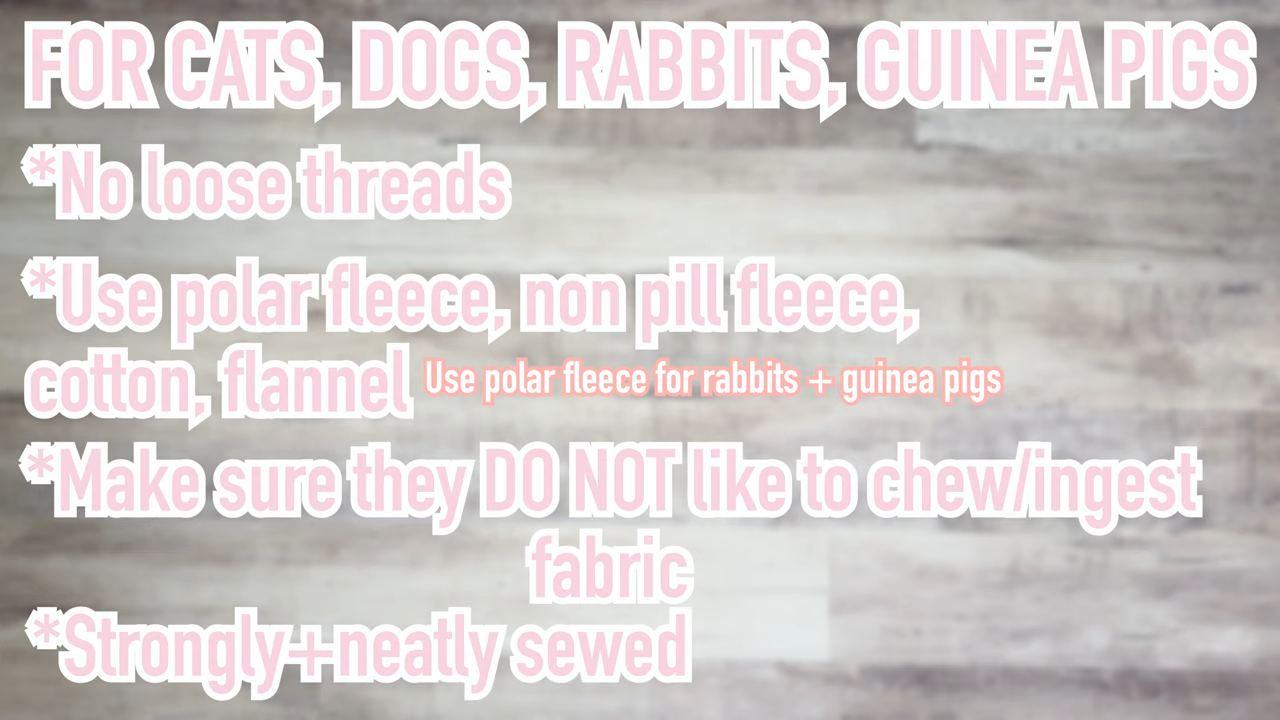 FOR CATS, DOGS, RABBITS, GUINEA PIGS
*No loose threads
*Use polar fleece, non pill fleece,
cotton, flannel Use polar fleece for rabbits + guinea pigs
*Make sure they DO NOT like to chew/ingest
fabric
*Strongly+neatly sewed